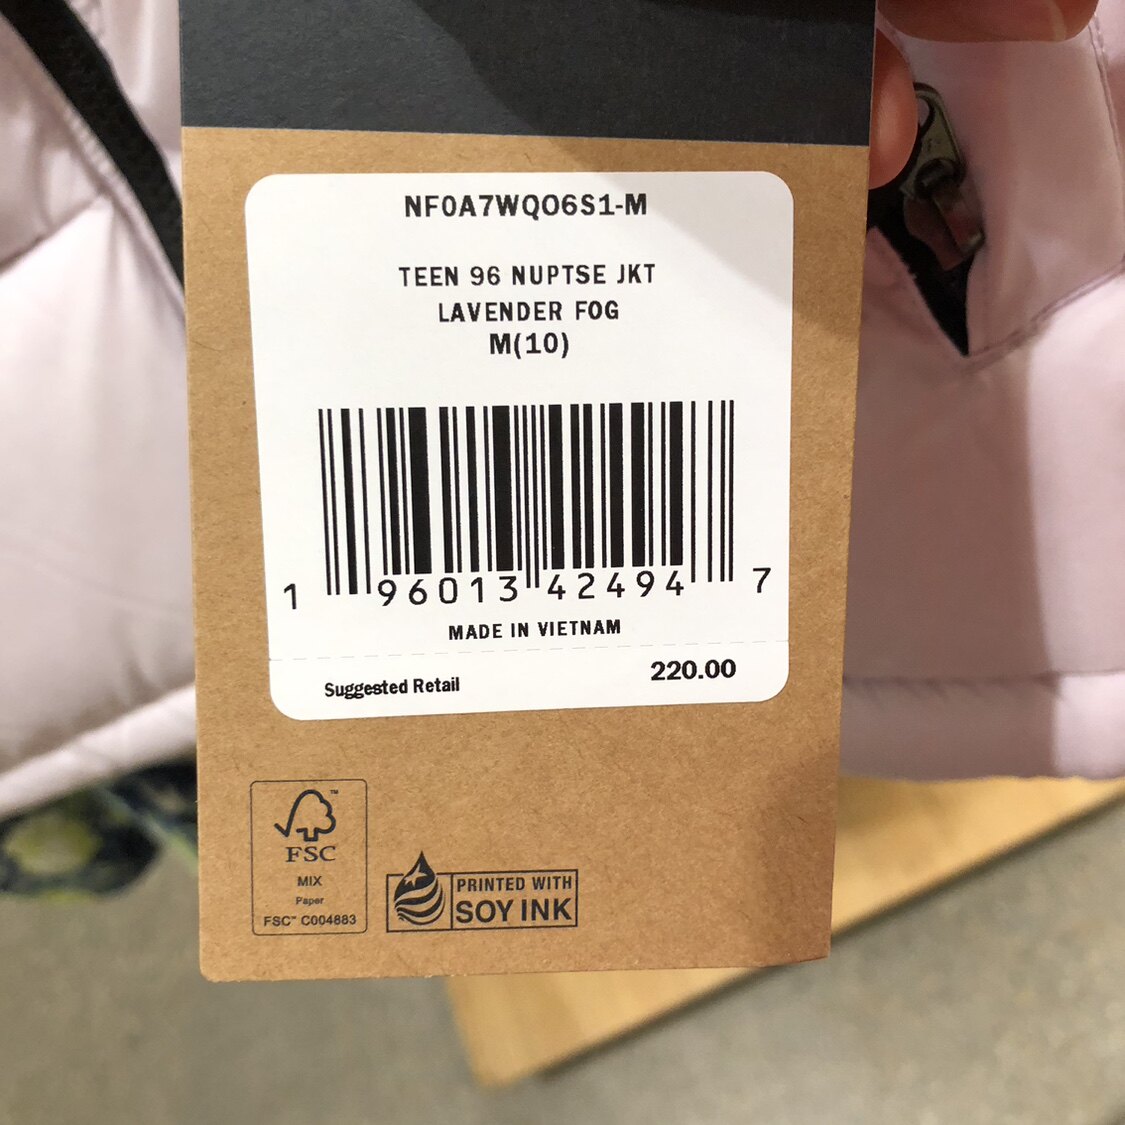 NF0A7WQO6S1-M
TEEN 96 NUPTSE JKT
LAVENDER FOG
M(10)
1 96013 42494 7
MADE IN VIETNAM
Suggested Retail 220.00
FSC
MIX
Paper
FSC™ C004883
PRINTED WITH
SOY INK